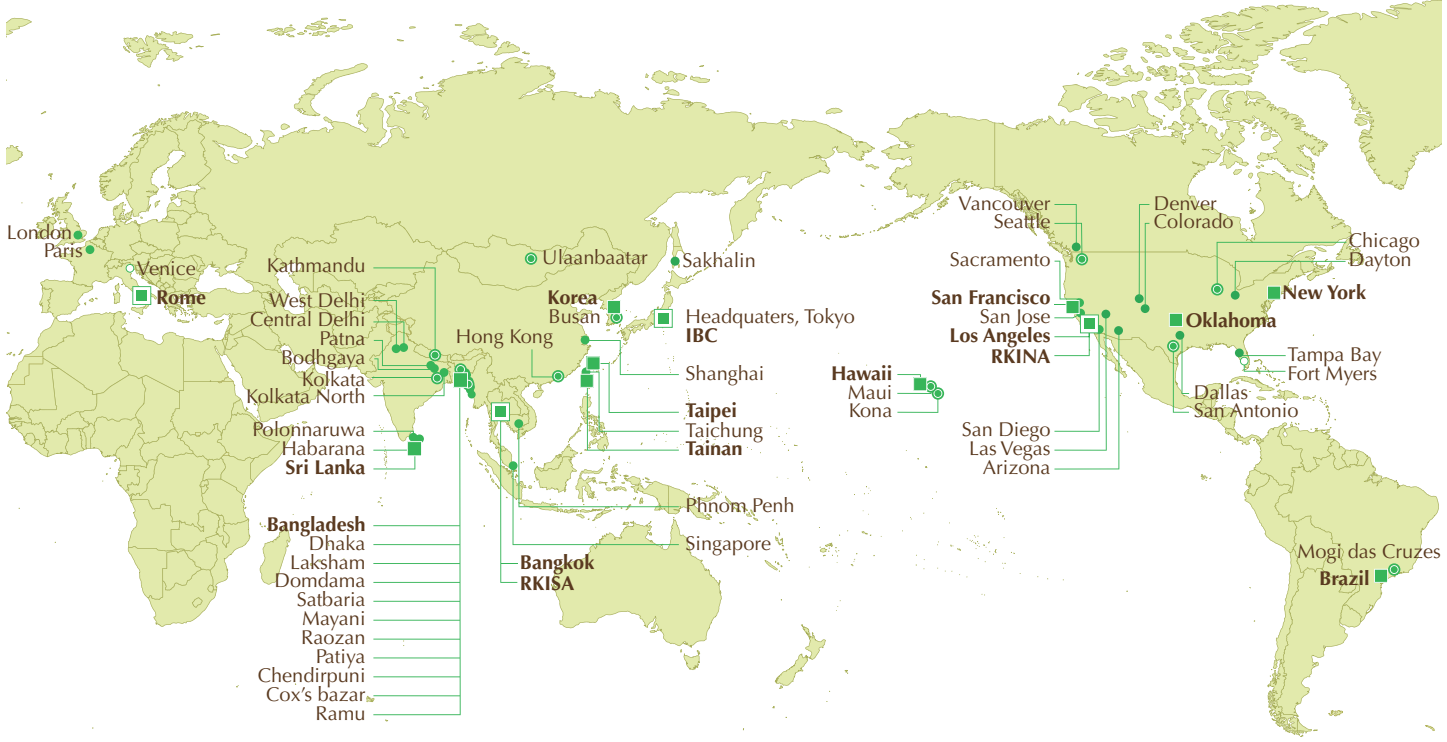 London
Paris
Venice
Rome
Kathmandu
West Delhi
Central Delhi
Patna
Bodhgaya
Kolkata
Kolkata North
Polonnaruwa
Habarana
Sri Lanka
Bangladesh
Dhaka
Laksham
Domdama
Satbaria
Mayani
Raozan
Patiya
Chendirpuni
Cox's bazar
Ramu
Ulaanbaatar
Sakhalin
Korea
Busan
Headquaters, Tokyo
IBC
Hong Kong
Shanghai
Taipei
Taichung
Tainan
Phnom Penh
Singapore
Bangkok
RKISA
Hawaii
Maui
Kona
Vancouver
Seattle
Sacramento
San Francisco
San Jose
Los Angeles
RKINA
San Diego
Las Vegas
Arizona
Denver
Colorado
Chicago
Dayton
New York
Oklahoma
Tampa Bay
Fort Myers
Dallas
San Antonio
Mogi das Cruzes
Brazil